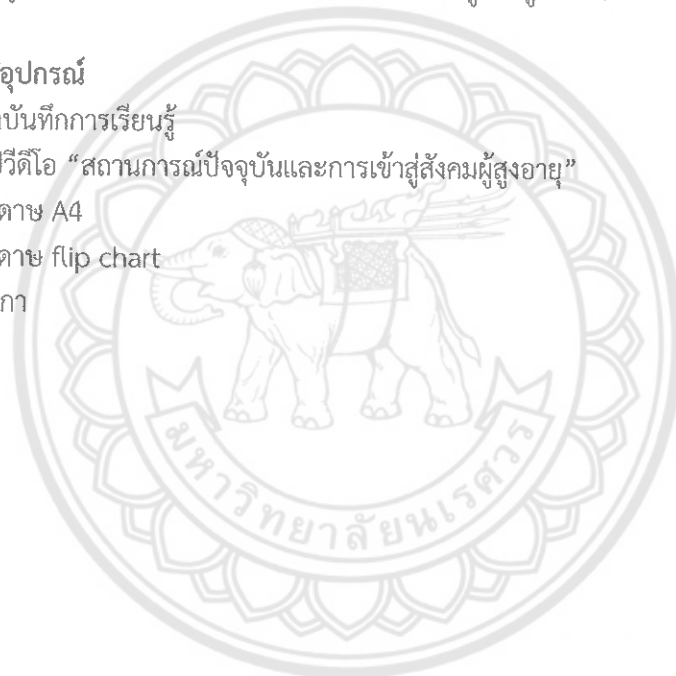 อุปกรณ์
บันทึกการเรียนรู้
วีดีโอ “สถานการณ์ปัจจุบันและการเข้าสู่สังคมผู้สูงอายุ”
ดาษ A4
ดาษ flip chart
กา
มหาวิทยาลัยนเรศวร